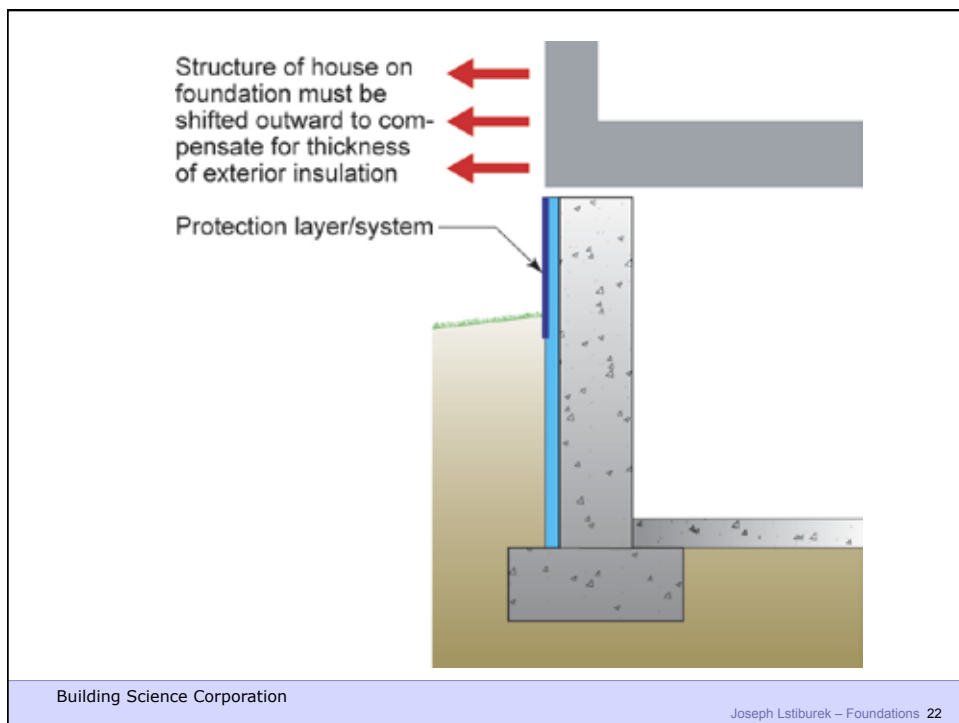 Structure of house on
foundation must be
shifted outward to com-
pensate for thickness
of exterior insulation
Protection layer/system
Building Science Corporation
Joseph Lstiburek – Foundations 22